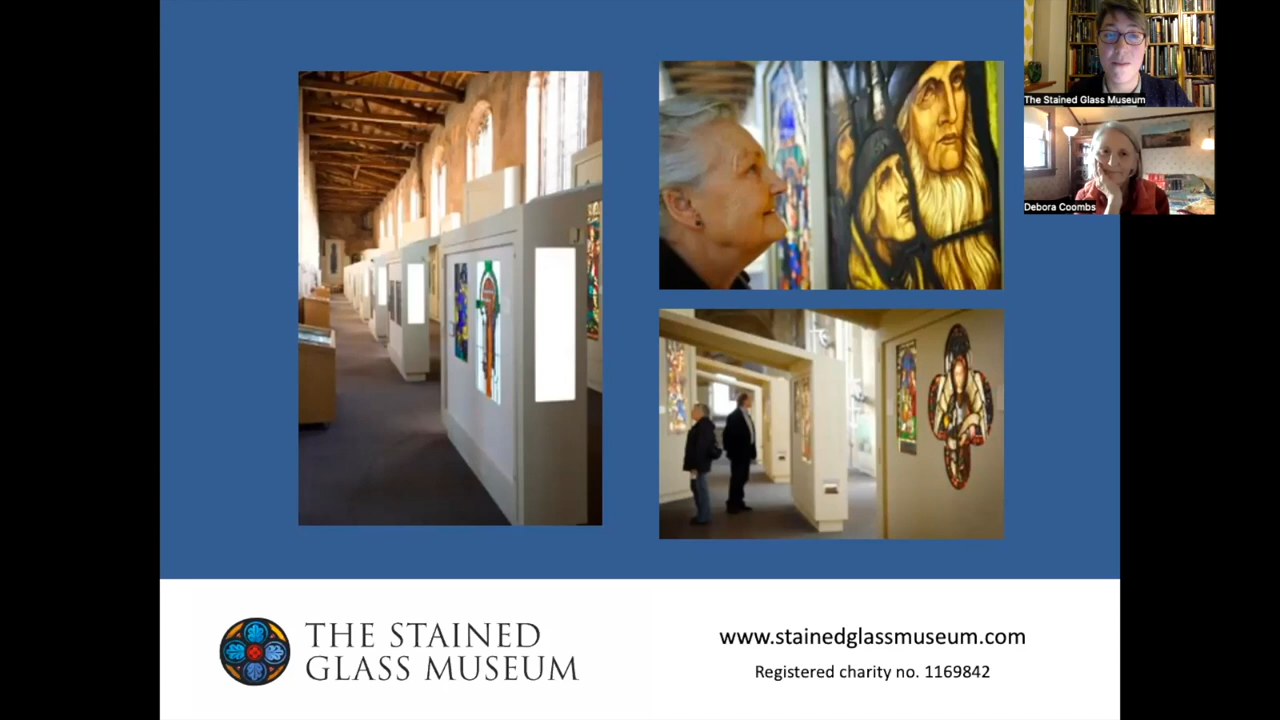 The Stained Glass Museum
Debora Coombs
THE STAINED
GLASS MUSEUM
www.stainedglassmuseum.com
Registered charity no. 1169842